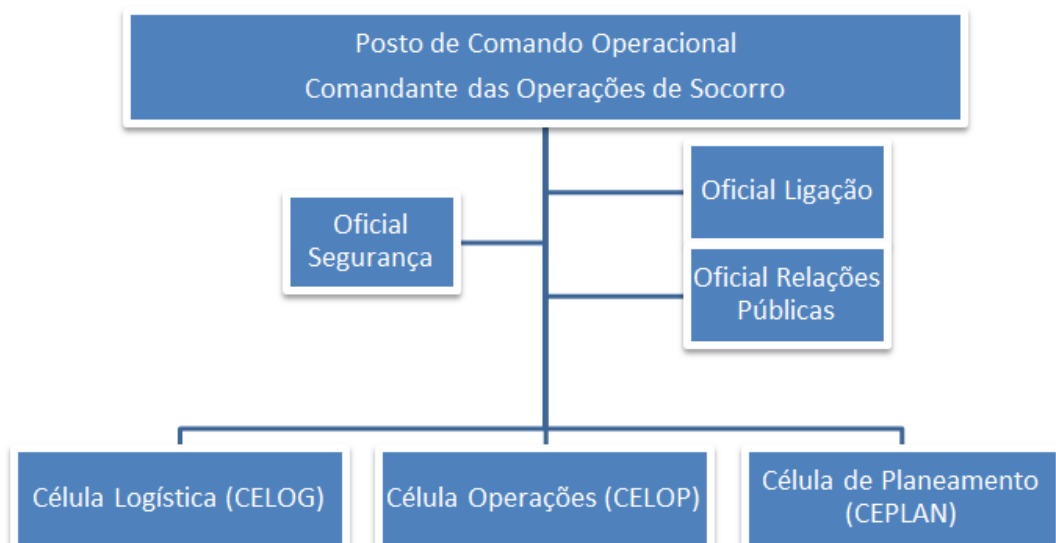 Posto de Comando Operacional
Comandante das Operações de Socorro
Oficial Ligação
Oficial
Segurança
Oficial Relações
Públicas
Célula Logística (CELOG)
Célula Operações (CELOP)
Célula de Planeamento
(CEPLAN)